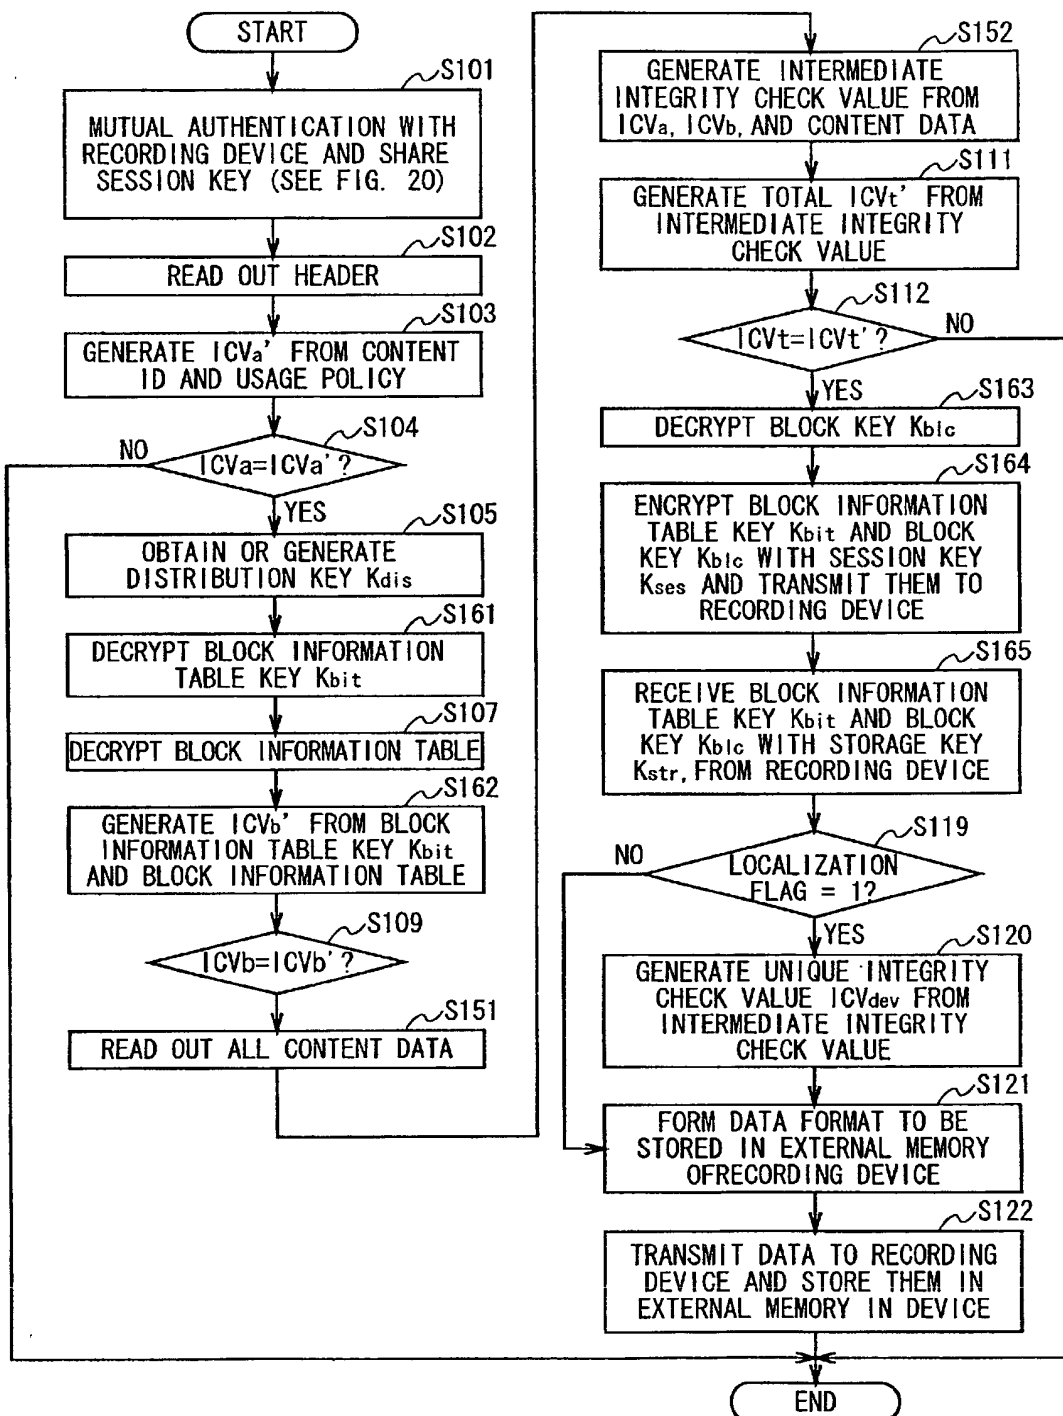 START
S101
MUTUAL AUTHENTICATION WITH
RECORDING DEVICE AND SHARE
SESSION KEY (SEE FIG. 20)
S102
READ OUT HEADER
S103
GENERATE ICVa' FROM CONTENT
ID AND USAGE POLICY
S104
NO
ICVa=ICVa'?
YES
S105
OBTAIN OR GENERATE
DISTRIBUTION KEY Kdis
S161
DECRYPT BLOCK INFORMATION
TABLE KEY Kbit
S107
DECRYPT BLOCK INFORMATION TABLE
S162
GENERATE ICVb' FROM BLOCK
INFORMATION TABLE KEY Kbit
AND BLOCK INFORMATION TABLE
S109
ICVb=ICVb'?
S151
READ OUT ALL CONTENT DATA
S152
GENERATE INTERMEDIATE
INTEGRITY CHECK VALUE FROM
ICVa, ICVb, AND CONTENT DATA
S111
GENERATE TOTAL ICVt' FROM
INTERMEDIATE INTEGRITY
CHECK VALUE
S112
ICVt=ICVt'?
NO
YES
S163
DECRYPT BLOCK KEY Kblc
S164
ENCRYPT BLOCK INFORMATION
TABLE KEY Kbit AND BLOCK
KEY Kblc WITH SESSION KEY
Kses AND TRANSMIT THEM TO
RECORDING DEVICE
S165
RECEIVE BLOCK INFORMATION
TABLE KEY Kbit AND BLOCK
KEY Kblc WITH STORAGE KEY
Kstr, FROM RECORDING DEVICE
S119
NO
LOCALIZATION
FLAG = 1?
YES
S120
GENERATE UNIQUE INTEGRITY
CHECK VALUE ICVdev FROM
INTERMEDIATE INTEGRITY
CHECK VALUE
S121
FORM DATA FORMAT TO BE
STORED IN EXTERNAL MEMORY
OFRECORDING DEVICE
S122
TRANSMIT DATA TO RECORDING
DEVICE AND STORE THEM IN
EXTERNAL MEMORY IN DEVICE
END